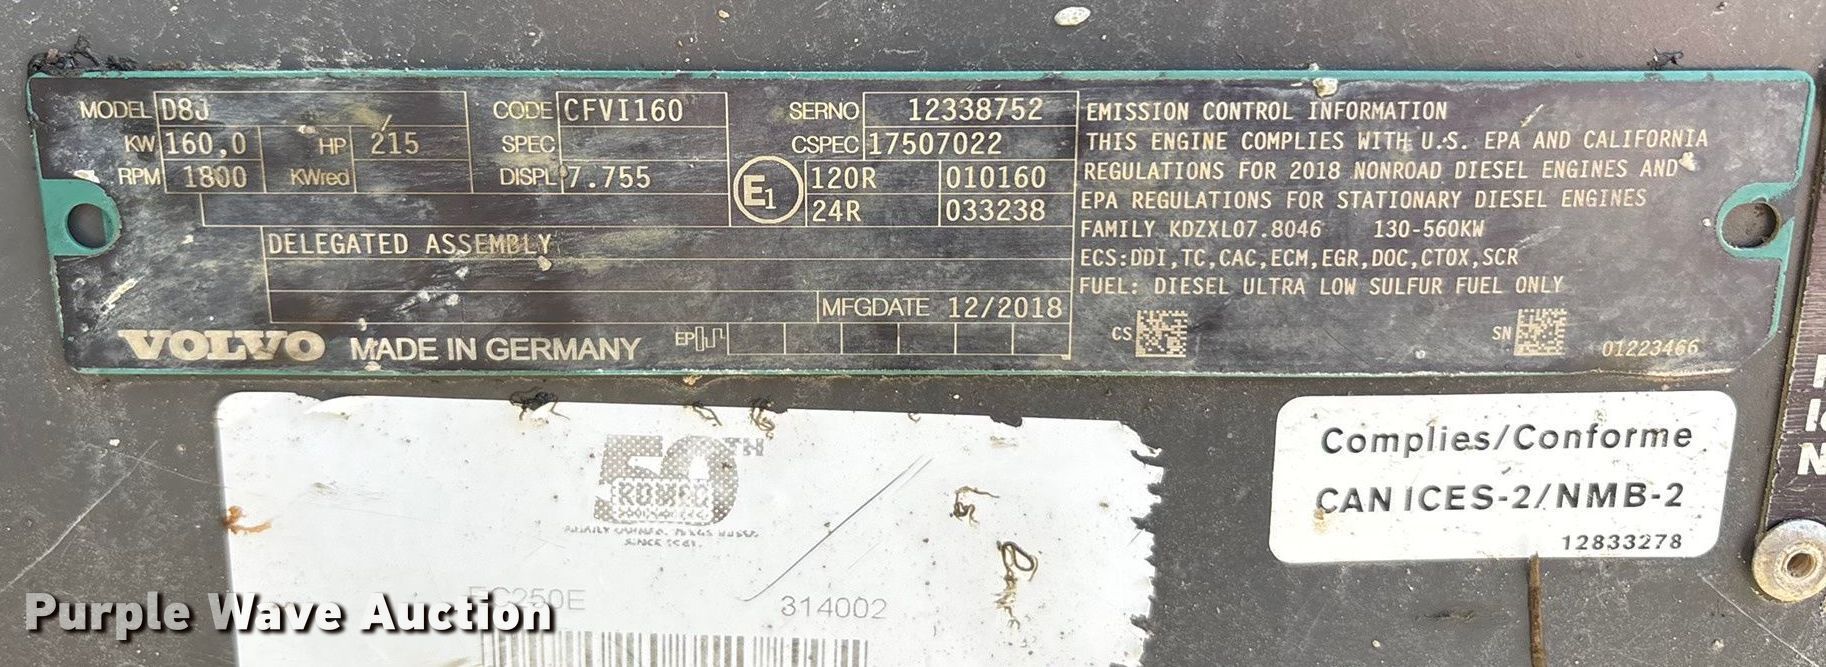 MODEL D8J CODE CFVI160 SERNO 12338752
KW 160,0 HP 215 SPEC CSPEC 17507022
RPM 1800 KWred DISPL 7.755 E1 120R 010160
24R 033238
DELEGATED ASSEMBLY
MFGDATE 12/2018
VOLVO MADE IN GERMANY EP
EMISSION CONTROL INFORMATION
THIS ENGINE COMPLIES WITH U.S. EPA AND CALIFORNIA
REGULATIONS FOR 2018 NONROAD DIESEL ENGINES AND
EPA REGULATIONS FOR STATIONARY DIESEL ENGINES
FAMILY KDZXL07.8046 130-560KW
ECS:DDI,TC,CAC,ECM,EGR,DOC,CTOX,SCR
FUEL: DIESEL ULTRA LOW SULFUR FUEL ONLY
CS SN 01223466
50TH
ROMCO
SINCE 1961.
EC250E 314002
Complies/Conforme
CAN ICES-2/NMB-2
12833278
Purple Wave Auction